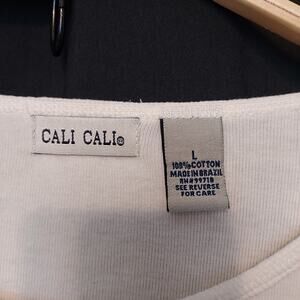 CALI CALI®
L
100% COTTON
MADE IN BRAZIL
RN#99718
SEE REVERSE
FOR CARE